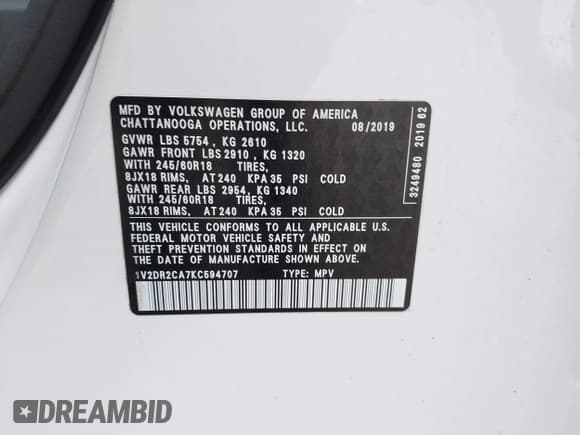 MFD BY VOLKSWAGEN GROUP OF AMERICA
CHATTANOOGA OPERATIONS, LLC. 08/2019
GVWR LBS 5754 , KG 2610
GAWR FRONT LBS 2910 , KG 1320
WITH 245/60R18 TIRES,
8JX18 RIMS, AT 240 KPA 35 PSI COLD
GAWR REAR LBS 2954, KG 1340
WITH 245/60R18 TIRES,
8JX18 RIMS, AT 240 KPA 35 PSI COLD
THIS VEHICLE CONFORMS TO ALL APPLICABLE U.S.
FEDERAL MOTOR VEHICLE SAFETY AND
THEFT PREVENTION STANDARDS IN EFFECT ON
THE DATE OF MANUFACTURE SHOWN ABOVE.
1V2DR2CA7KC594707 TYPE: MPV
3249480 2019 62
DREAMBID